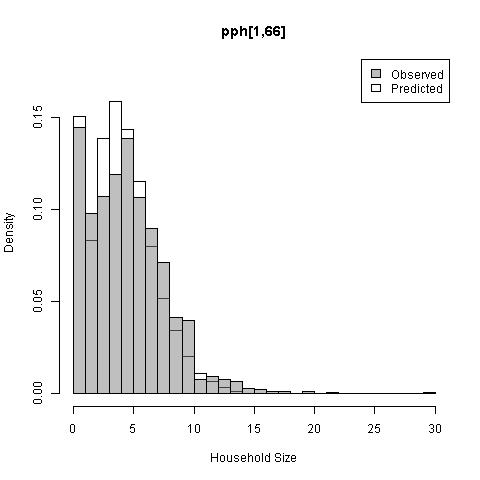 pph[1,66]
Observed
Predicted
Density
0.15
0.10
0.05
0.00
0 5 10 15 20 25 30
Household Size